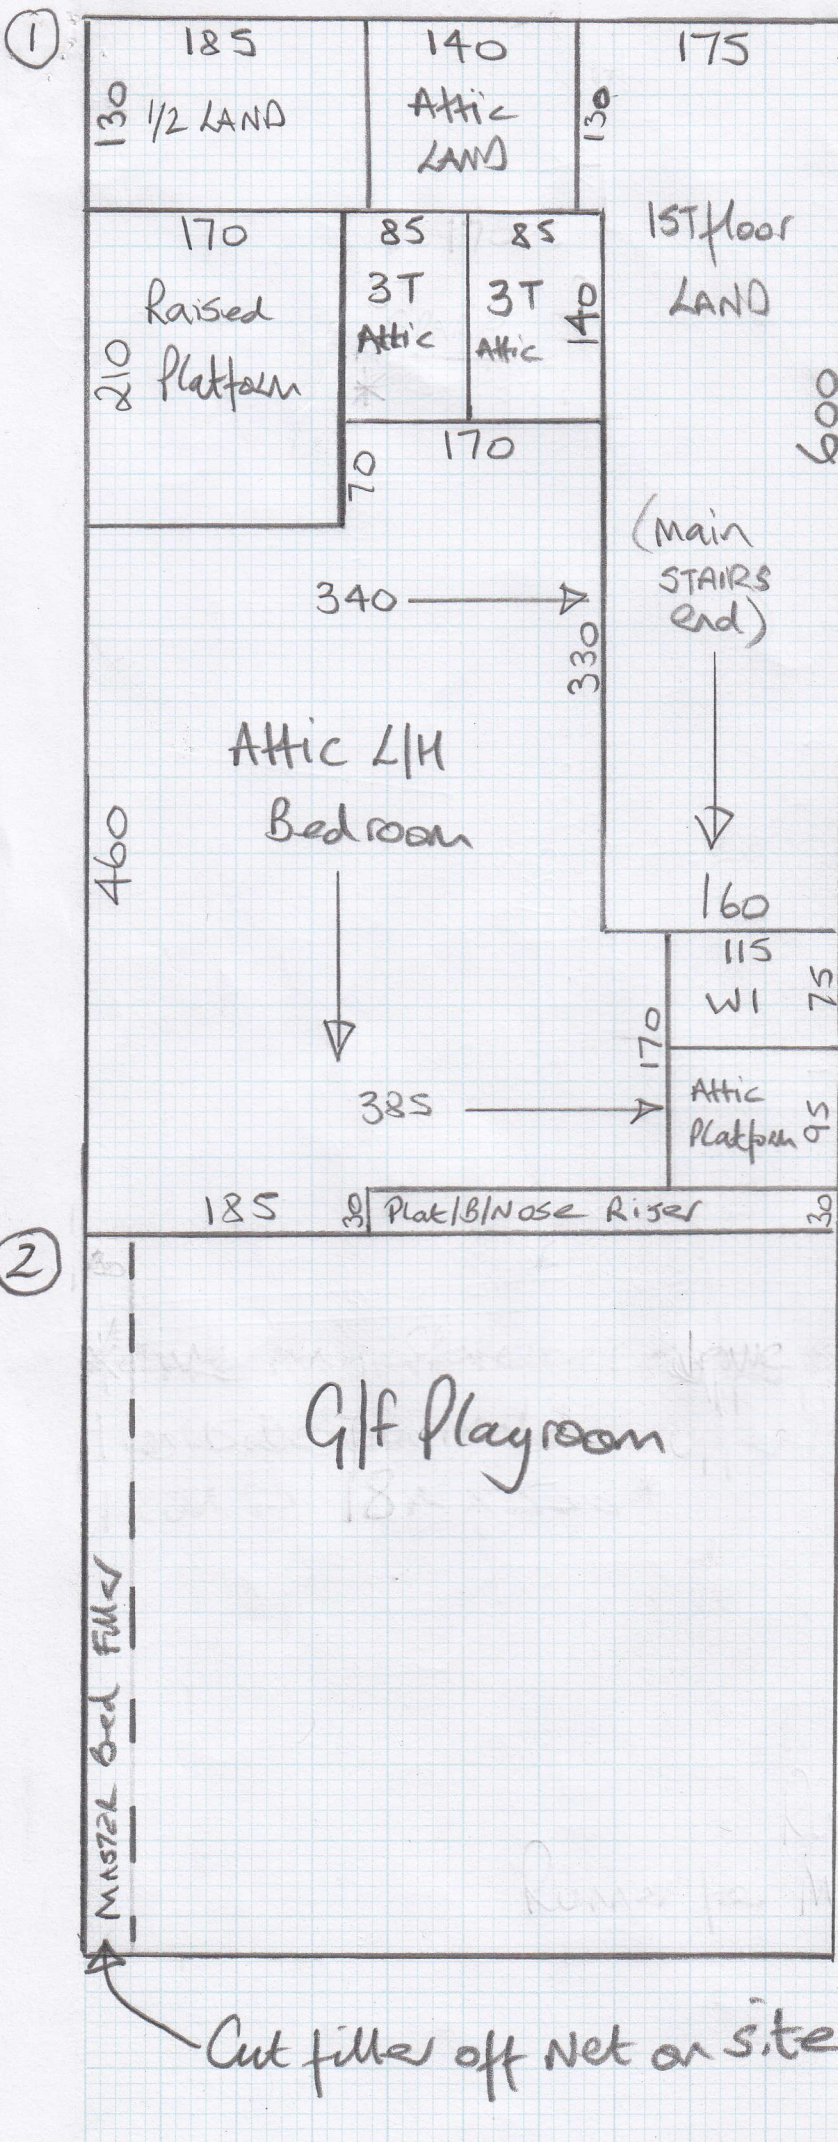 1
185
140
175
130
1/2 LAND
Attic
LAND
130
1ST floor
LAND
170
85
85
Raised
Platform
3T
Attic
3T
Attic
140
210
600
170
70
(Main
STAIRS
end)
340
330
Attic L/H
Bedroom
460
160
115
W1
75
170
385
Attic
Platform
95
185
30
Plat/B/Nose Riser
30
2
G/f Playroom
MASTER Bed Filler
Cut filler off Net on site